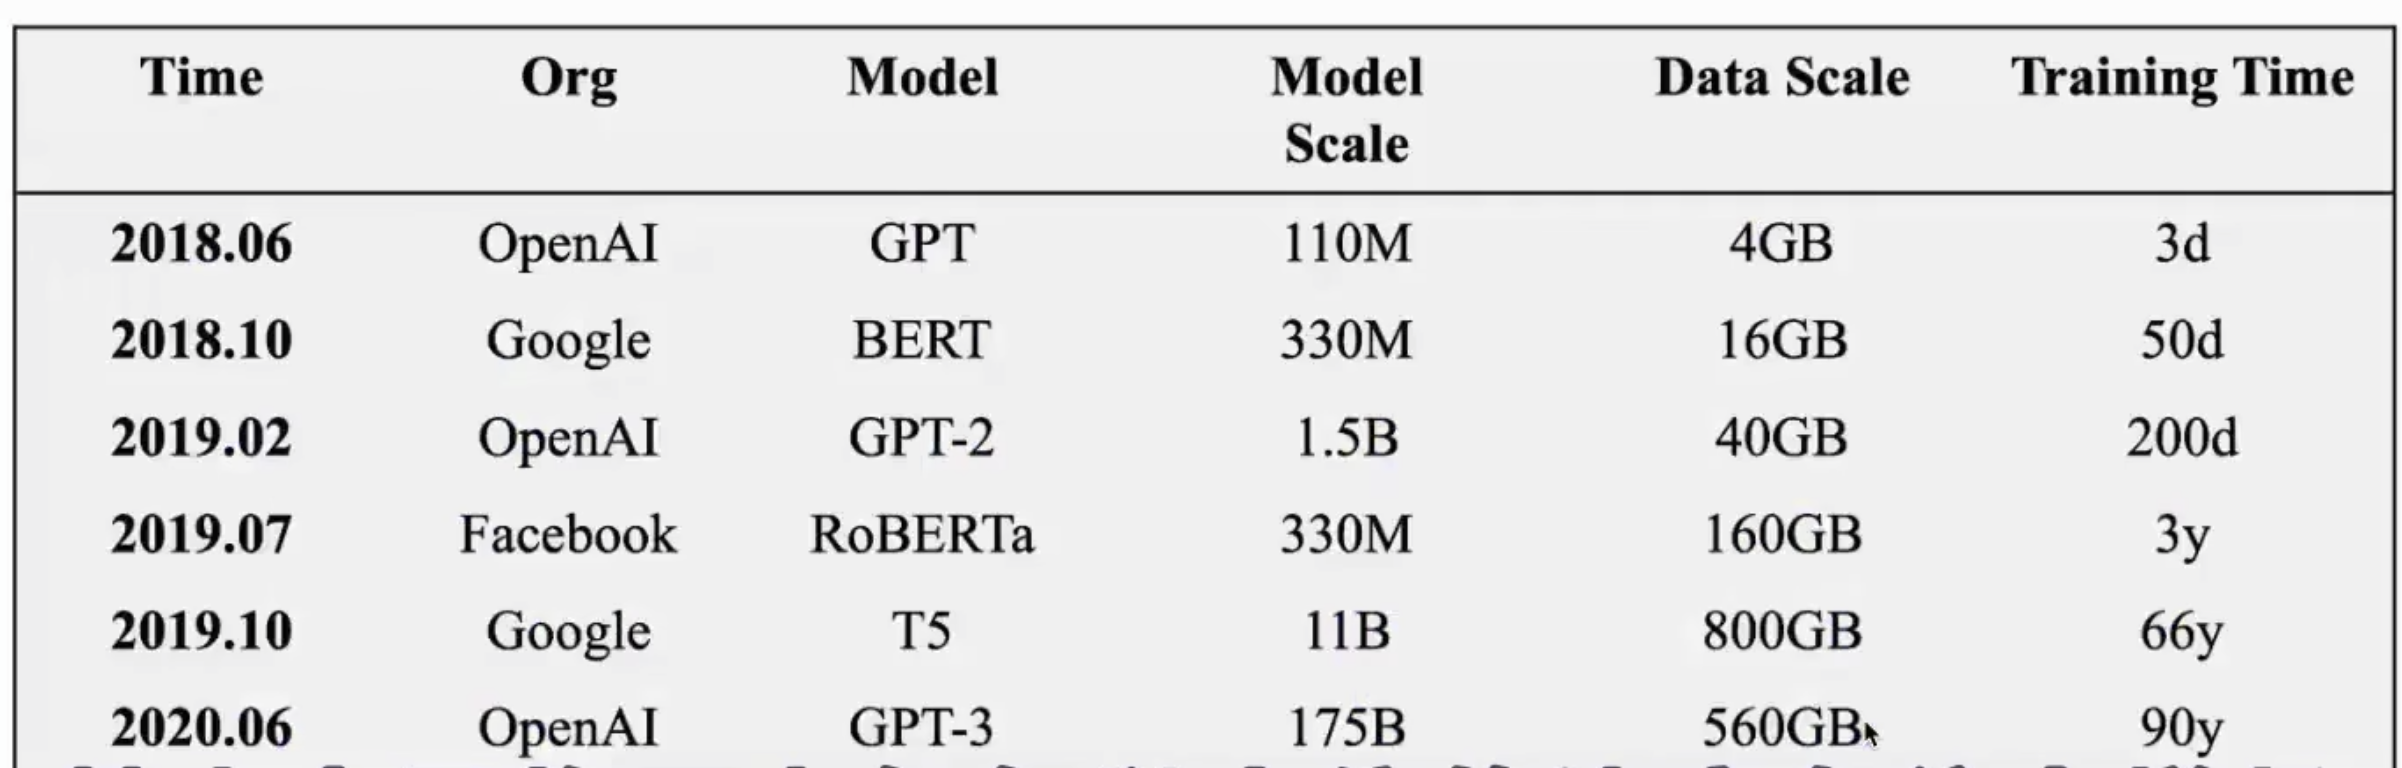 Time Org Model Model Scale Data Scale Training Time
2018.06 OpenAI GPT 110M 4GB 3d
2018.10 Google BERT 330M 16GB 50d
2019.02 OpenAI GPT-2 1.5B 40GB 200d
2019.07 Facebook RoBERTa 330M 160GB 3y
2019.10 Google T5 11B 800GB 66y
2020.06 OpenAI GPT-3 175B 560GB 90y